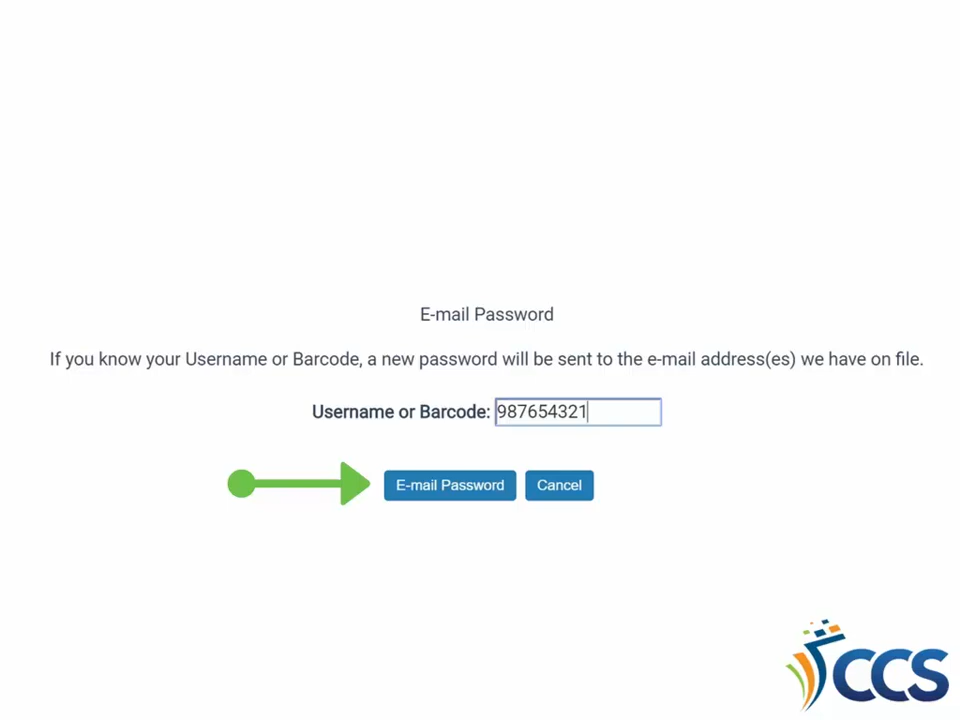 E-mail Password
If you know your Username or Barcode, a new password will be sent to the e-mail address(es) we have on file.
Username or Barcode: 987654321
E-mail Password Cancel
CCS